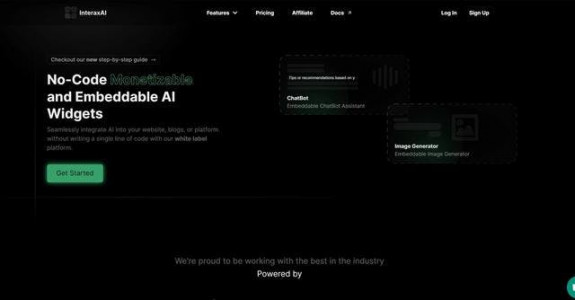 InteraxAI
Features
Pricing
Affiliate
Docs
Log In
Sign Up
Checkout our new step-by-step guide →
No-Code Monetizable
and Embeddable AI
Widgets
Seamlessly integrate AI into your website, blogs, or platform
without writing a single line of code with our white label
platform.
Get Started
Tips or recommendations based on y
ChatBot
Embeddable ChatBot Assistant
Image Generator
Embeddable Image Generator
We're proud to be working with the best in the industry
Powered by